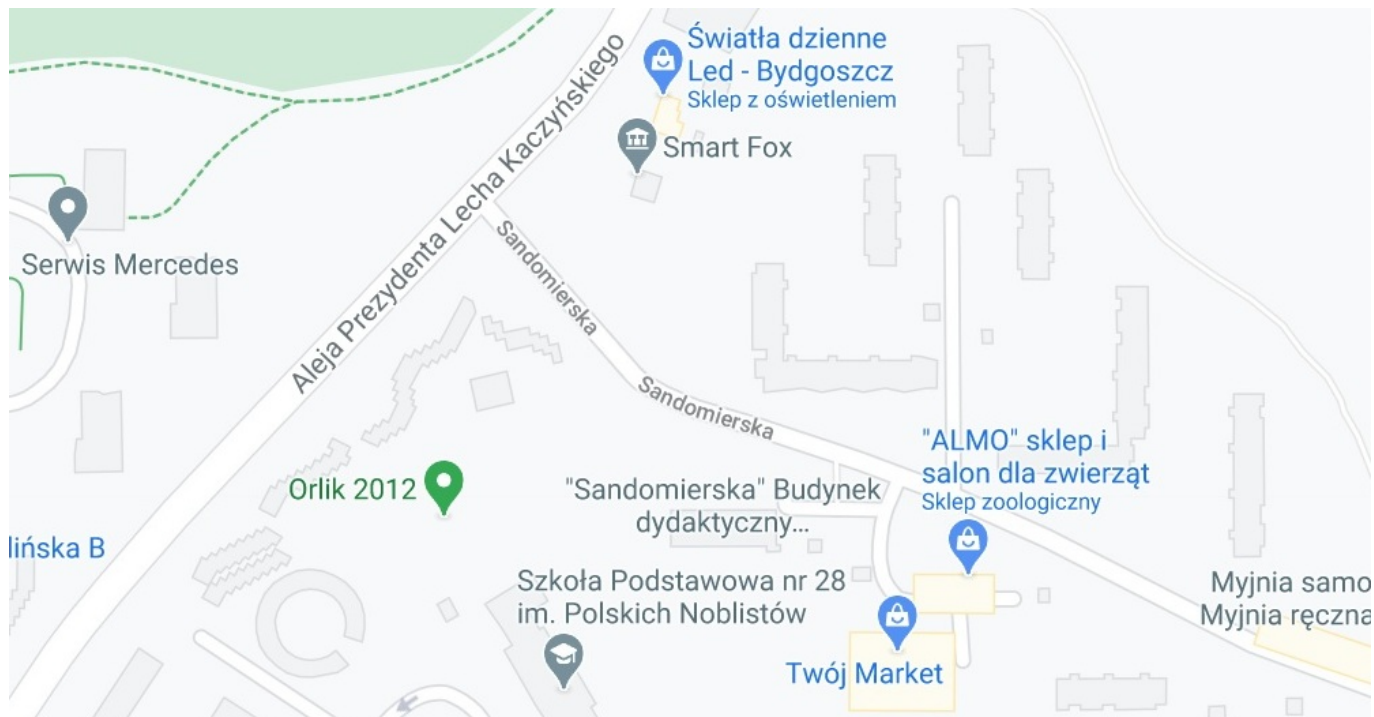 Światła dzienne
Led - Bydgoszcz
Sklep z oświetleniem
Smart Fox
Aleja Prezydenta Lecha Kaczyńskiego
Serwis Mercedes
Sandomierska
Sandomierska
"ALMO" sklep i
salon dla zwierząt
Sklep zoologiczny
Orlik 2012
"Sandomierska" Budynek
dydaktyczny...
lińska B
Szkoła Podstawowa nr 28
im. Polskich Noblistów
Myjnia samo
Myjnia ręczna
Twój Market